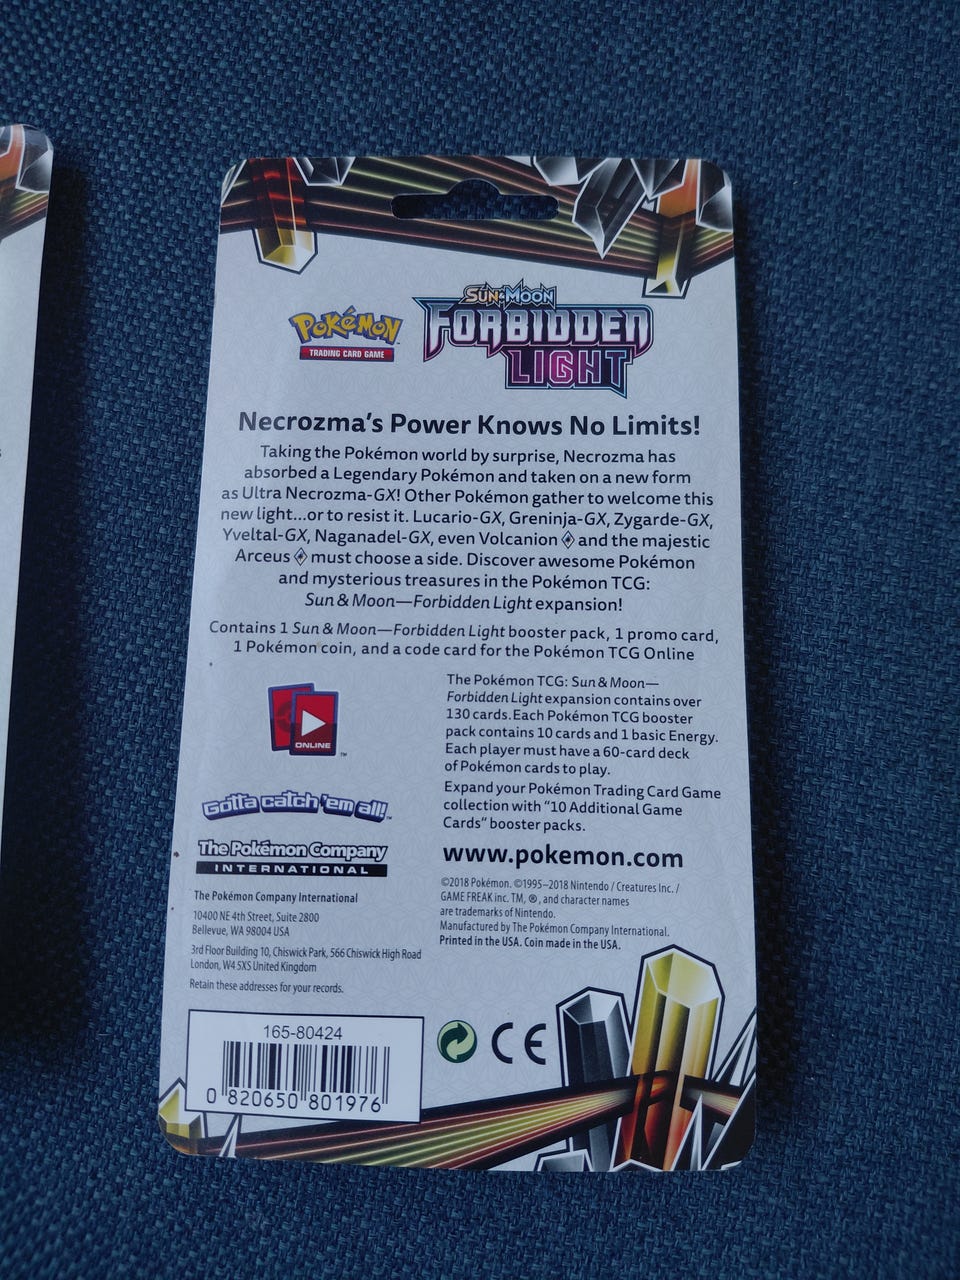 SUN & MOON
Pokémon
FORBIDDEN
TRADING CARD GAME
LIGHT
Necrozma's Power Knows No Limits!
Taking the Pokémon world by surprise, Necrozma has
absorbed a Legendary Pokémon and taken on a new form
as Ultra Necrozma-GX! Other Pokémon gather to welcome this
new light...or to resist it. Lucario-GX, Greninja-GX, Zygarde-GX,
Yveltal-GX, Naganadel-GX, even Volcanion and the majestic
Arceus must choose a side. Discover awesome Pokémon
and mysterious treasures in the Pokémon TCG:
Sun & Moon—Forbidden Light expansion!
Contains 1 Sun & Moon—Forbidden Light booster pack, 1 promo card,
1 Pokémon coin, and a code card for the Pokémon TCG Online
ONLINE™
The Pokémon TCG: Sun & Moon—
Forbidden Light expansion contains over
130 cards. Each Pokémon TCG booster
pack contains 10 cards and 1 basic Energy.
Each player must have a 60-card deck
of Pokémon cards to play.
Expand your Pokémon Trading Card Game
collection with "10 Additional Game
Cards" booster packs.
www.pokemon.com
©2018 Pokémon. ©1995–2018 Nintendo / Creatures Inc. /
GAME FREAK inc. TM, ®, and character names
are trademarks of Nintendo.
Manufactured by The Pokémon Company International.
Printed in the USA. Coin made in the USA.
Gotta catch 'em all!™
The Pokémon Company
INTERNATIONAL
The Pokémon Company International
10400 NE 4th Street, Suite 2800
Bellevue, WA 98004 USA
3rd Floor Building 10, Chiswick Park, 566 Chiswick High Road
London, W4 5XS United Kingdom
Retain these addresses for your records.
165-80424
0 820650 801976
CE